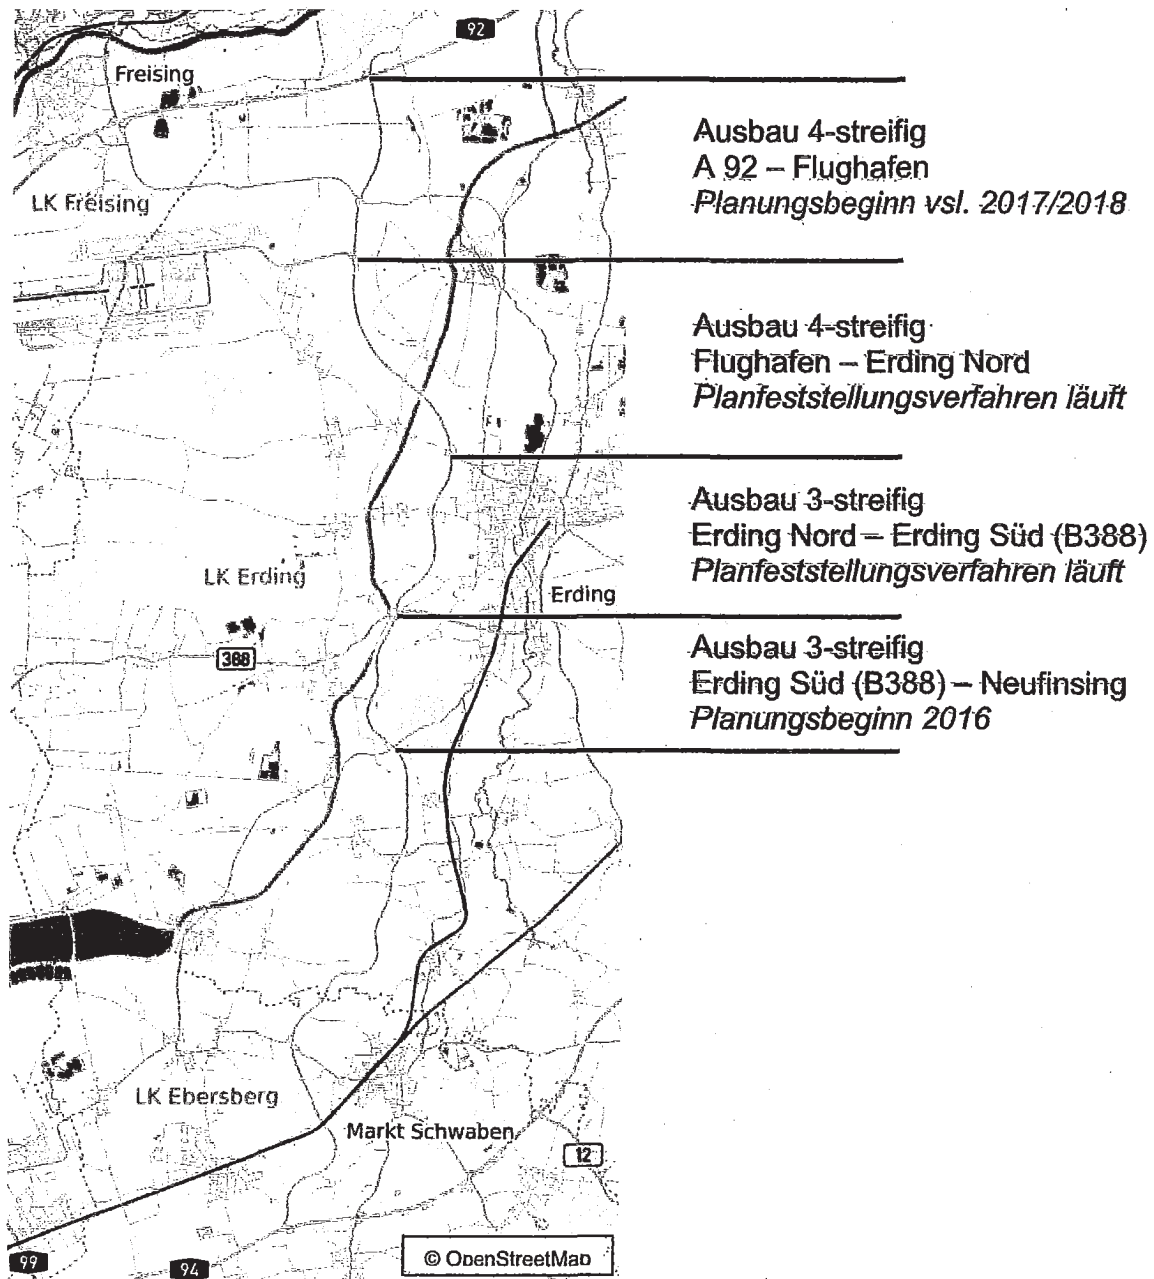 92
Freising
Ausbau 4-streifig
A 92 – Flughafen
Planungsbeginn vsl. 2017/2018
LK Freising
Ausbau 4-streifig
Flughafen – Erding Nord
Planfeststellungsverfahren läuft
Ausbau 3-streifig
Erding Nord – Erding Süd (B388)
Planfeststellungsverfahren läuft
LK Erding
Erding
388
Ausbau 3-streifig
Erding Süd (B388) – Neufinsing
Planungsbeginn 2016
LK Ebersberg
Markt Schwaben
12
© OpenStreetMap
99
94